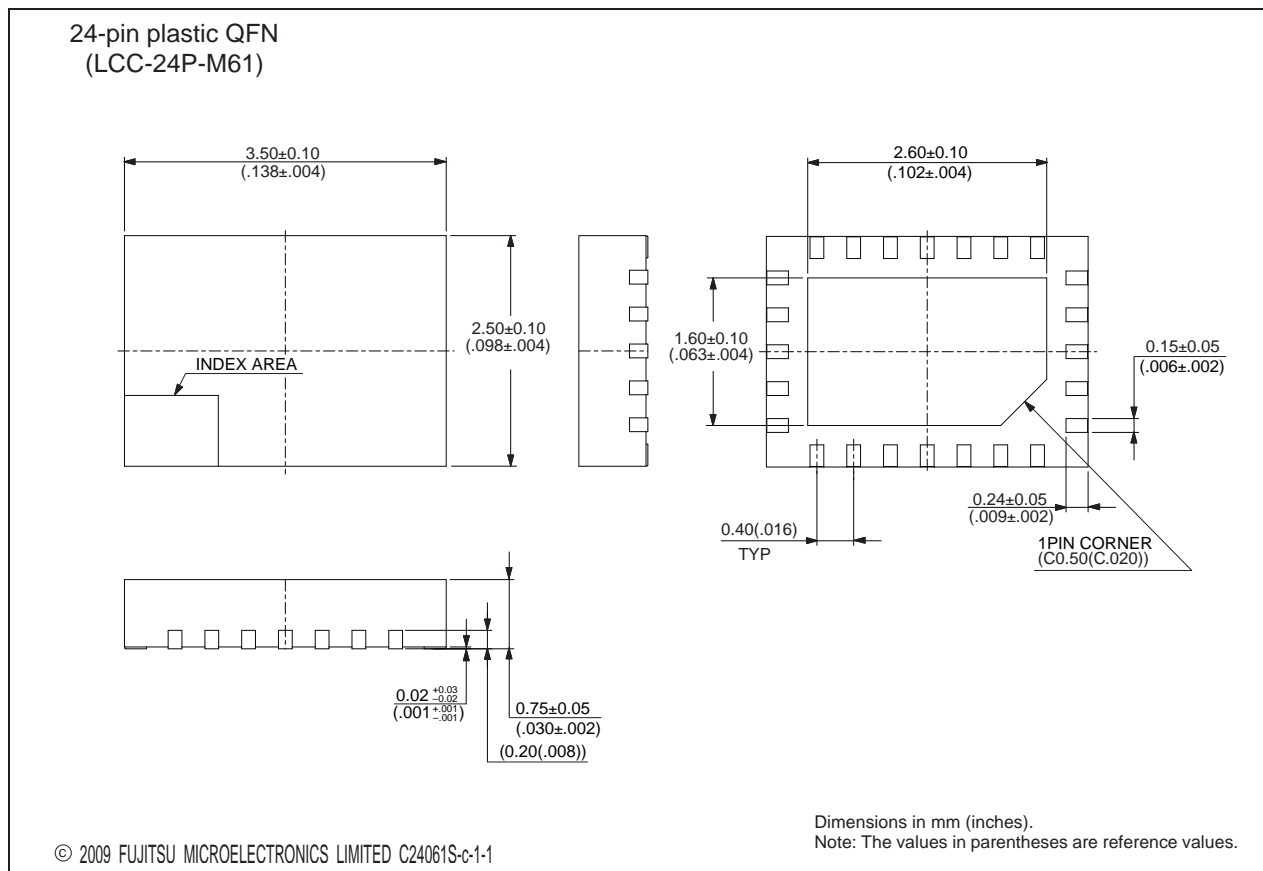 24-pin plastic QFN
(LCC-24P-M61)
3.50±0.10
(.138±.004)
2.60±0.10
(.102±.004)
2.50±0.10
(.098±.004)
INDEX AREA
1.60±0.10
(.063±.004)
0.15±0.05
(.006±.002)
0.24±0.05
(.009±.002)
0.40(.016)
TYP
1PIN CORNER
(C0.50(C.020))
0.02 +0.03 –0.02
(.001 +.001 –.001)
0.75±0.05
(.030±.002)
(0.20(.008))
Dimensions in mm (inches).
Note: The values in parentheses are reference values.
© 2009 FUJITSU MICROELECTRONICS LIMITED C24061S-c-1-1